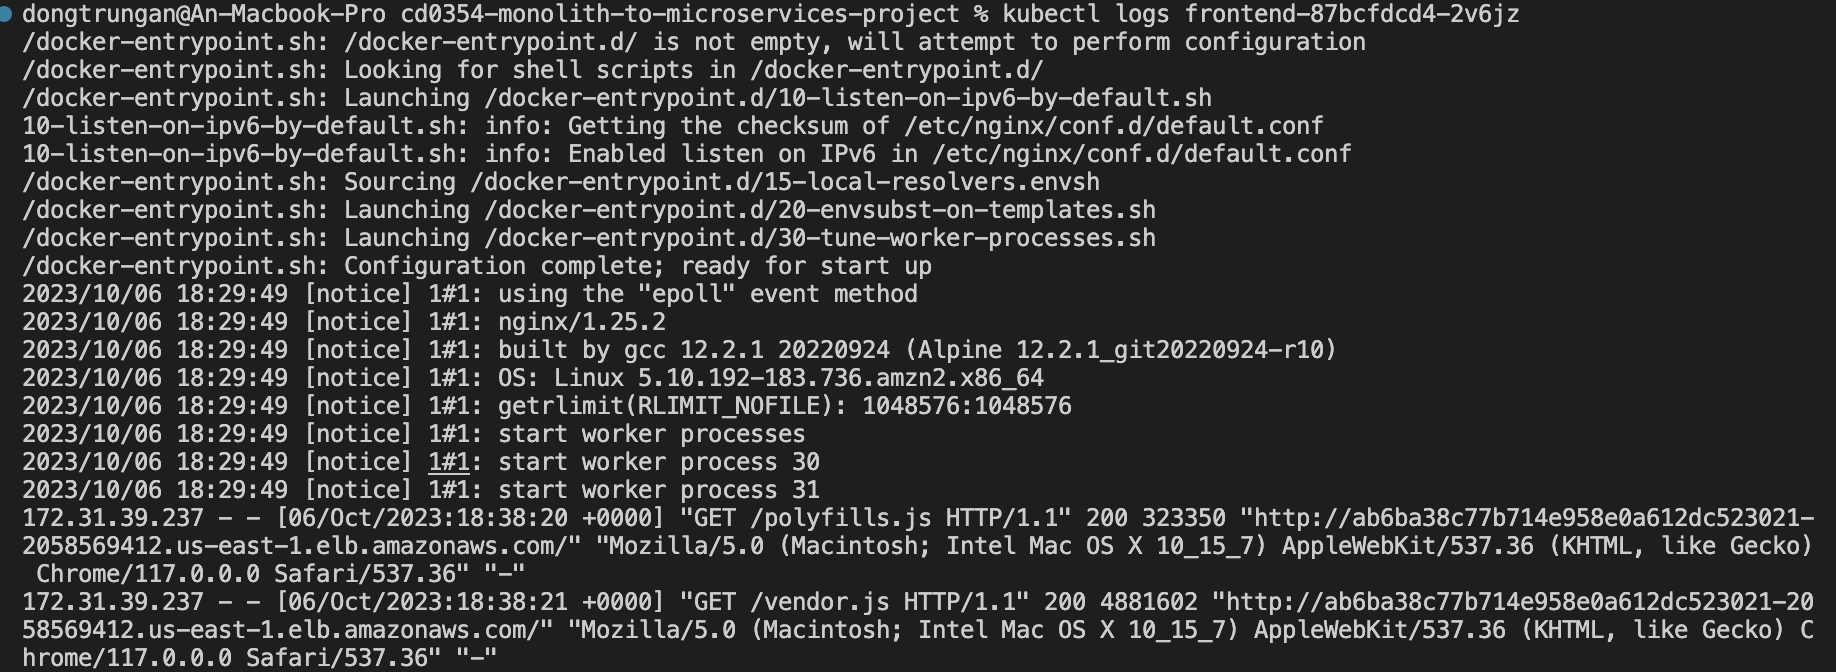 dongtrungan@An-Macbook-Pro cd0354-monolith-to-microservices-project % kubectl logs frontend-87bcfdcd4-2v6jz
/docker-entrypoint.sh: /docker-entrypoint.d/ is not empty, will attempt to perform configuration
/docker-entrypoint.sh: Looking for shell scripts in /docker-entrypoint.d/
/docker-entrypoint.sh: Launching /docker-entrypoint.d/10-listen-on-ipv6-by-default.sh
10-listen-on-ipv6-by-default.sh: info: Getting the checksum of /etc/nginx/conf.d/default.conf
10-listen-on-ipv6-by-default.sh: info: Enabled listen on IPv6 in /etc/nginx/conf.d/default.conf
/docker-entrypoint.sh: Sourcing /docker-entrypoint.d/15-local-resolvers.envsh
/docker-entrypoint.sh: Launching /docker-entrypoint.d/20-envsubst-on-templates.sh
/docker-entrypoint.sh: Launching /docker-entrypoint.d/30-tune-worker-processes.sh
/docker-entrypoint.sh: Configuration complete; ready for start up
2023/10/06 18:29:49 [notice] 1#1: using the "epoll" event method
2023/10/06 18:29:49 [notice] 1#1: nginx/1.25.2
2023/10/06 18:29:49 [notice] 1#1: built by gcc 12.2.1 20220924 (Alpine 12.2.1_git20220924-r10)
2023/10/06 18:29:49 [notice] 1#1: OS: Linux 5.10.192-183.736.amzn2.x86_64
2023/10/06 18:29:49 [notice] 1#1: getrlimit(RLIMIT_NOFILE): 1048576:1048576
2023/10/06 18:29:49 [notice] 1#1: start worker processes
2023/10/06 18:29:49 [notice] 1#1: start worker process 30
2023/10/06 18:29:49 [notice] 1#1: start worker process 31
172.31.39.237 - - [06/Oct/2023:18:38:20 +0000] "GET /polyfills.js HTTP/1.1" 200 323350 "http://ab6ba38c77b714e958e0a612dc523021-
2058569412.us-east-1.elb.amazonaws.com/" "Mozilla/5.0 (Macintosh; Intel Mac OS X 10_15_7) AppleWebKit/537.36 (KHTML, like Gecko)
 Chrome/117.0.0.0 Safari/537.36" "-"
172.31.39.237 - - [06/Oct/2023:18:38:21 +0000] "GET /vendor.js HTTP/1.1" 200 4881602 "http://ab6ba38c77b714e958e0a612dc523021-20
58569412.us-east-1.elb.amazonaws.com/" "Mozilla/5.0 (Macintosh; Intel Mac OS X 10_15_7) AppleWebKit/537.36 (KHTML, like Gecko) C
hrome/117.0.0.0 Safari/537.36" "-"